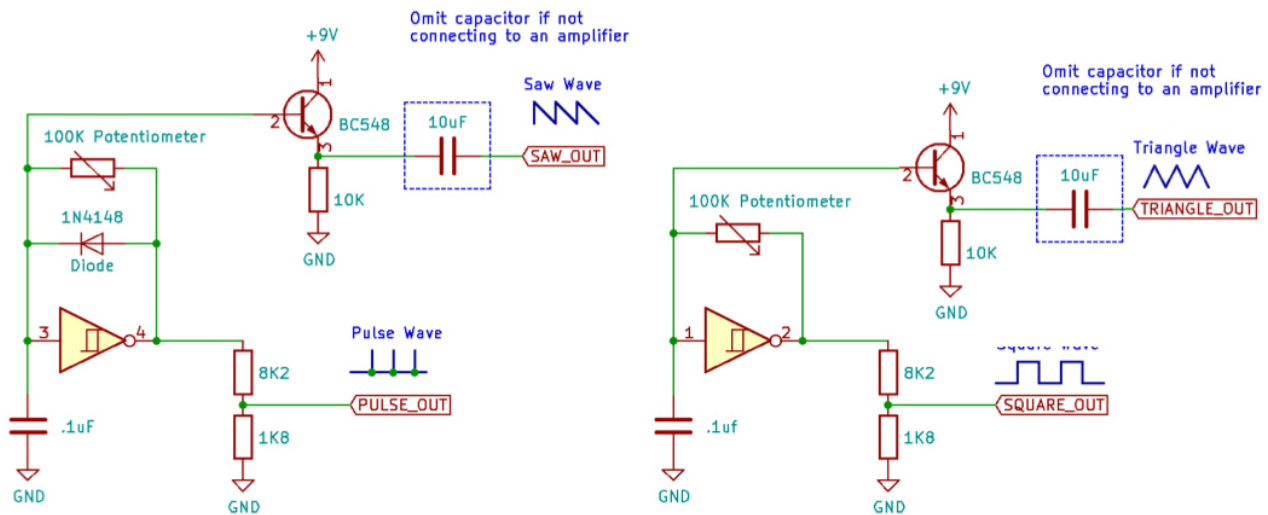 Omit capacitor if not
connecting to an amplifier
+9V
1
2
3
BC548
Saw Wave
10uF
SAW_OUT
100K Potentiometer
10K
GND
1N4148
Diode
3
4
Pulse Wave
8K2
PULSE_OUT
.1uF
1K8
GND
GND
Omit capacitor if not
connecting to an amplifier
+9V
1
2
3
BC548
Triangle Wave
10uF
TRIANGLE_OUT
100K Potentiometer
10K
GND
1
2
Square Wave
8K2
SQUARE_OUT
.1uf
1K8
GND
GND